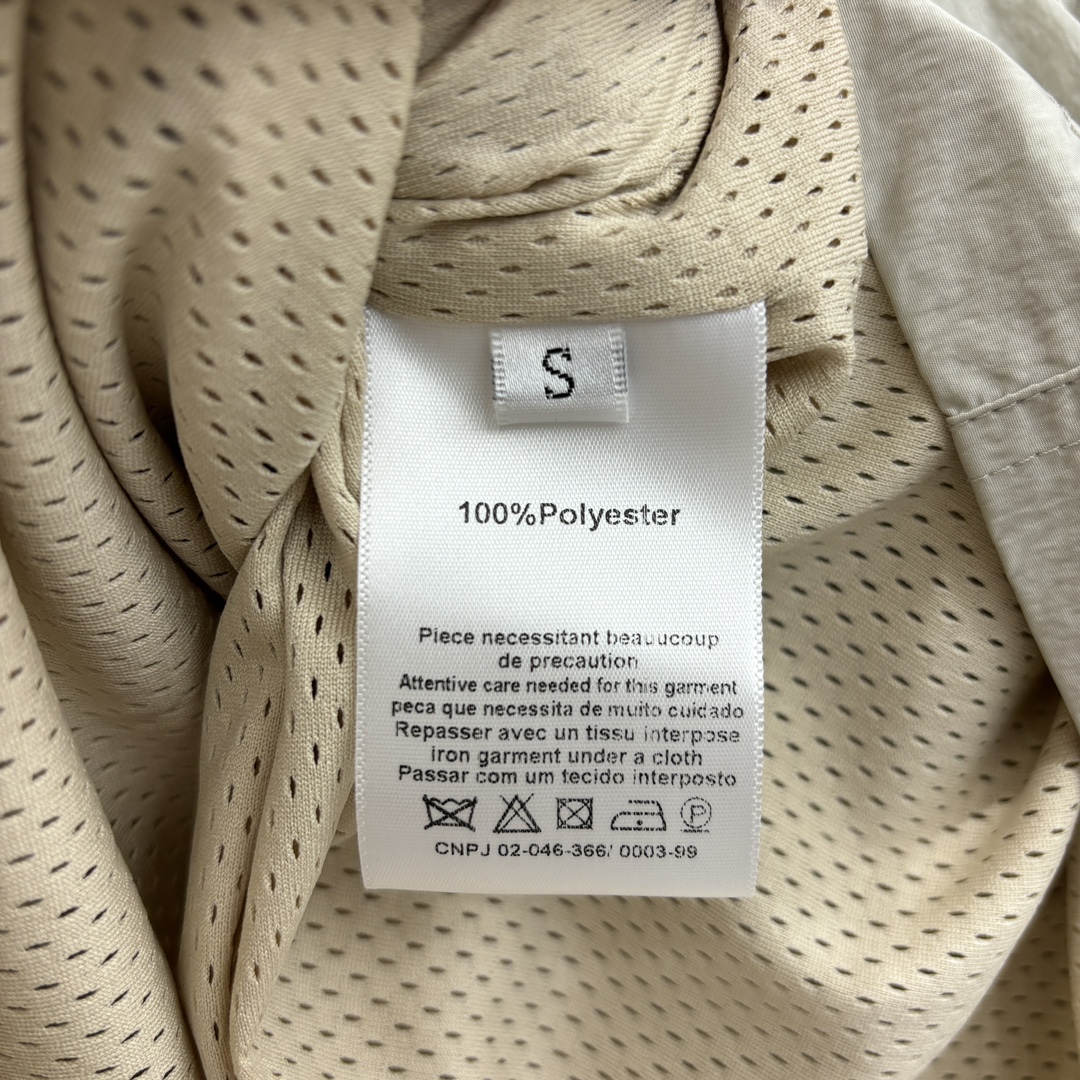 S
100%Polyester
Piece necessitant beauucoup
de precaution
Attentive care needed for this garment
peca que necessita de muito cuidado
Repasser avec un tissu interpose
iron garment under a cloth
Passar com um tecido interposto
P
CNPJ 02-046-366/ 0003-99